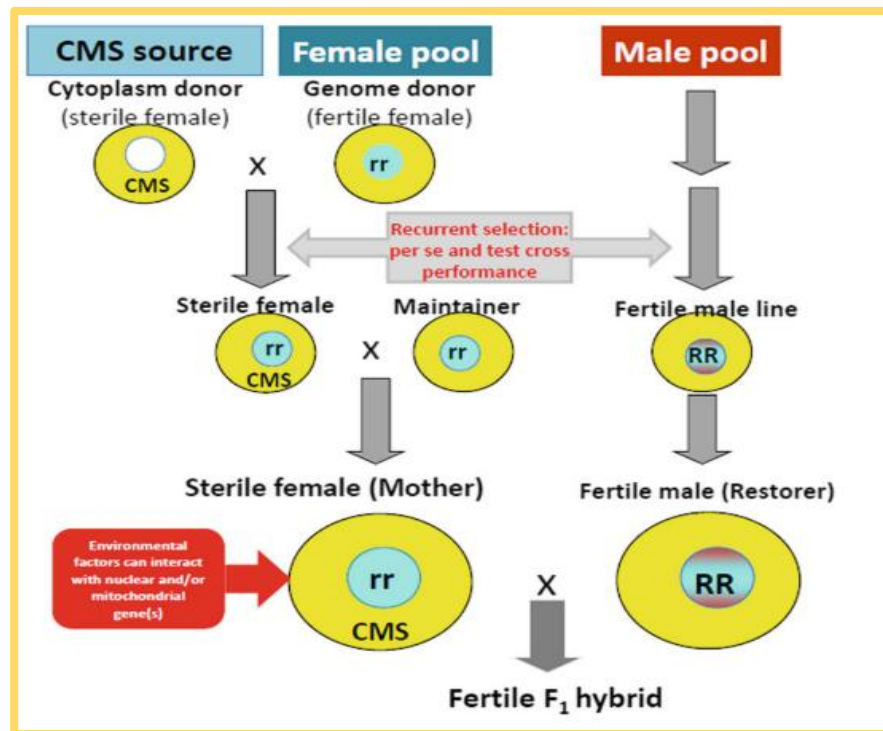 CMS source
Female pool
Male pool
Cytoplasm donor
(sterile female)
Genome donor
(fertile female)
CMS
X
rr
Recurrent selection:
per se and test cross
performance
Sterile female
Maintainer
Fertile male line
rr
CMS
X
rr
RR
Sterile female (Mother)
Fertile male (Restorer)
Environmental
factors can interact
with nuclear and/or
mitochondrial
gene(s)
rr
CMS
X
RR
Fertile F₁ hybrid